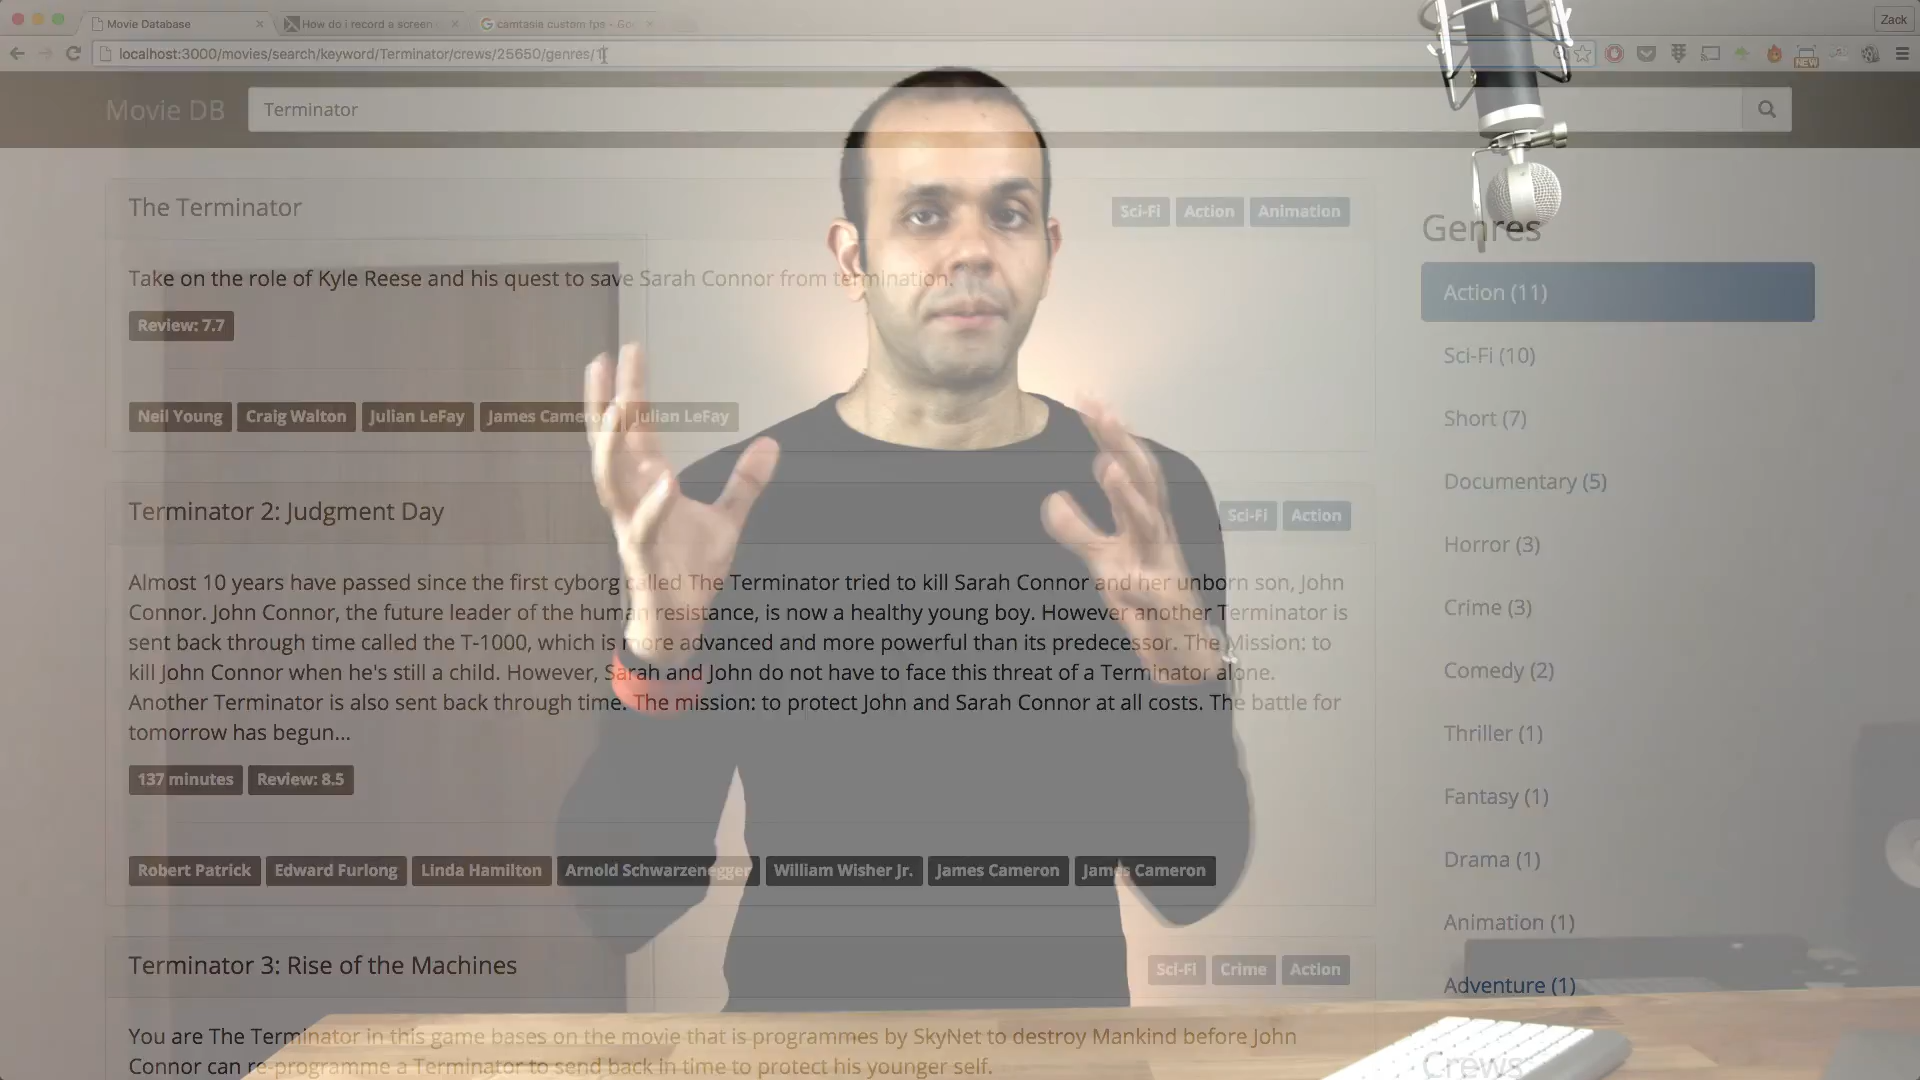 Movie Database
How do i record a screen
camtasia custom fps - Goo
Zack
localhost:3000/movies/search/keyword/Terminator/crews/25650/genres/1
NEW
Movie DB
Terminator
The Terminator
Sci-Fi Action Animation
Take on the role of Kyle Reese and his quest to save Sarah Connor from termination.
Review: 7.7
Neil Young Craig Walton Julian LeFay James Cameron Julian LeFay
Terminator 2: Judgment Day
Sci-Fi Action
Almost 10 years have passed since the first cyborg called The Terminator tried to kill Sarah Connor and her unborn son, John
Connor. John Connor, the future leader of the human resistance, is now a healthy young boy. However another Terminator is
sent back through time called the T-1000, which is more advanced and more powerful than its predecessor. The Mission: to
kill John Connor when he's still a child. However, Sarah and John do not have to face this threat of a Terminator alone.
Another Terminator is also sent back through time. The mission: to protect John and Sarah Connor at all costs. The battle for
tomorrow has begun...
137 minutes Review: 8.5
Robert Patrick Edward Furlong Linda Hamilton Arnold Schwarzenegger William Wisher Jr. James Cameron James Cameron
Terminator 3: Rise of the Machines
Sci-Fi Crime Action
You are The Terminator in this game bases on the movie that is programmes by SkyNet to destroy Mankind before John
Connor can re-programme a Terminator to send back in time to protect his younger self.
Genres
Action (11)
Sci-Fi (10)
Short (7)
Documentary (5)
Horror (3)
Crime (3)
Comedy (2)
Thriller (1)
Fantasy (1)
Drama (1)
Animation (1)
Adventure (1)
Crews